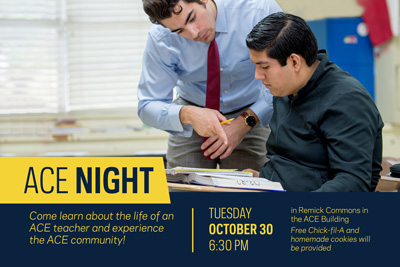 ACE NIGHT
Come learn about the life of an
ACE teacher and experience
the ACE community!
TUESDAY
OCTOBER 30
6:30 PM
in Remick Commons in
the ACE Building
Free Chick-fil-A and
homemade cookies will
be provided